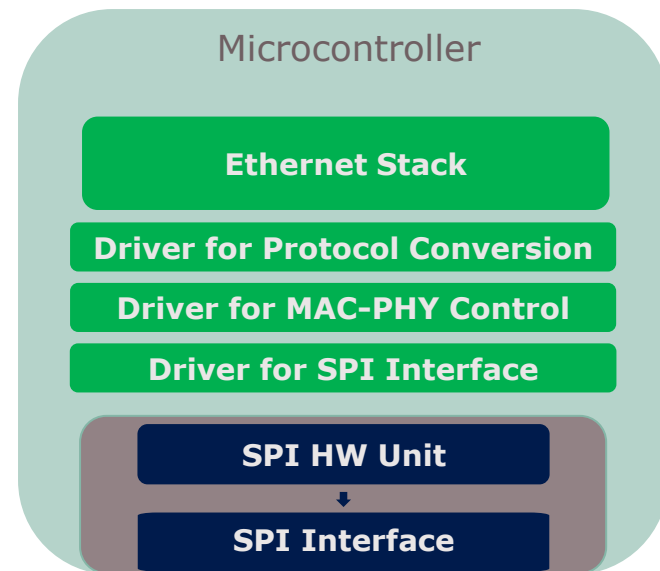 Microcontroller
Ethernet Stack
Driver for Protocol Conversion
Driver for MAC-PHY Control
Driver for SPI Interface
SPI HW Unit
SPI Interface